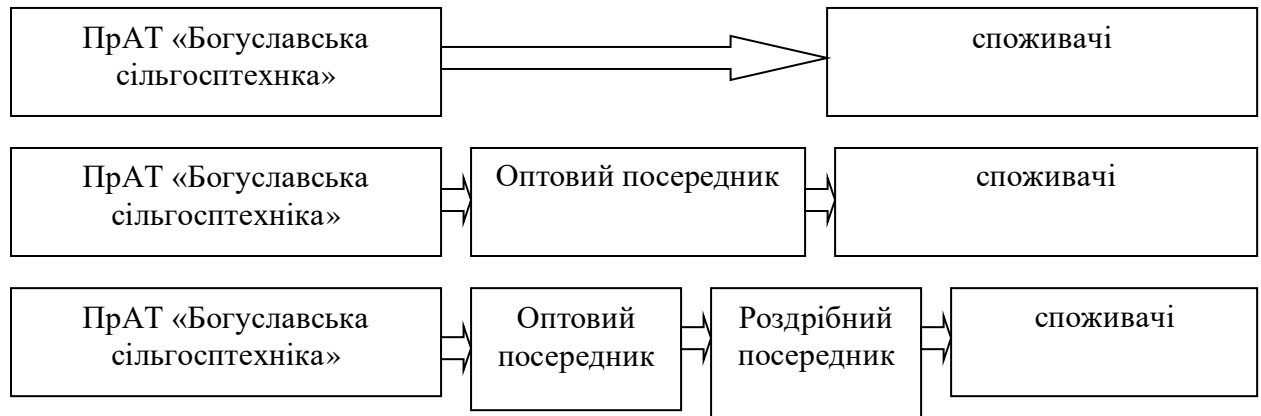 ПрАТ «Богуславська
сільгосптехнка»
споживачі
ПрАТ «Богуславська
сільгосптехніка»
Оптовий посередник
споживачі
ПрАТ «Богуславська
сільгосптехніка»
Оптовий
посередник
Роздрібний
посередник
споживачі